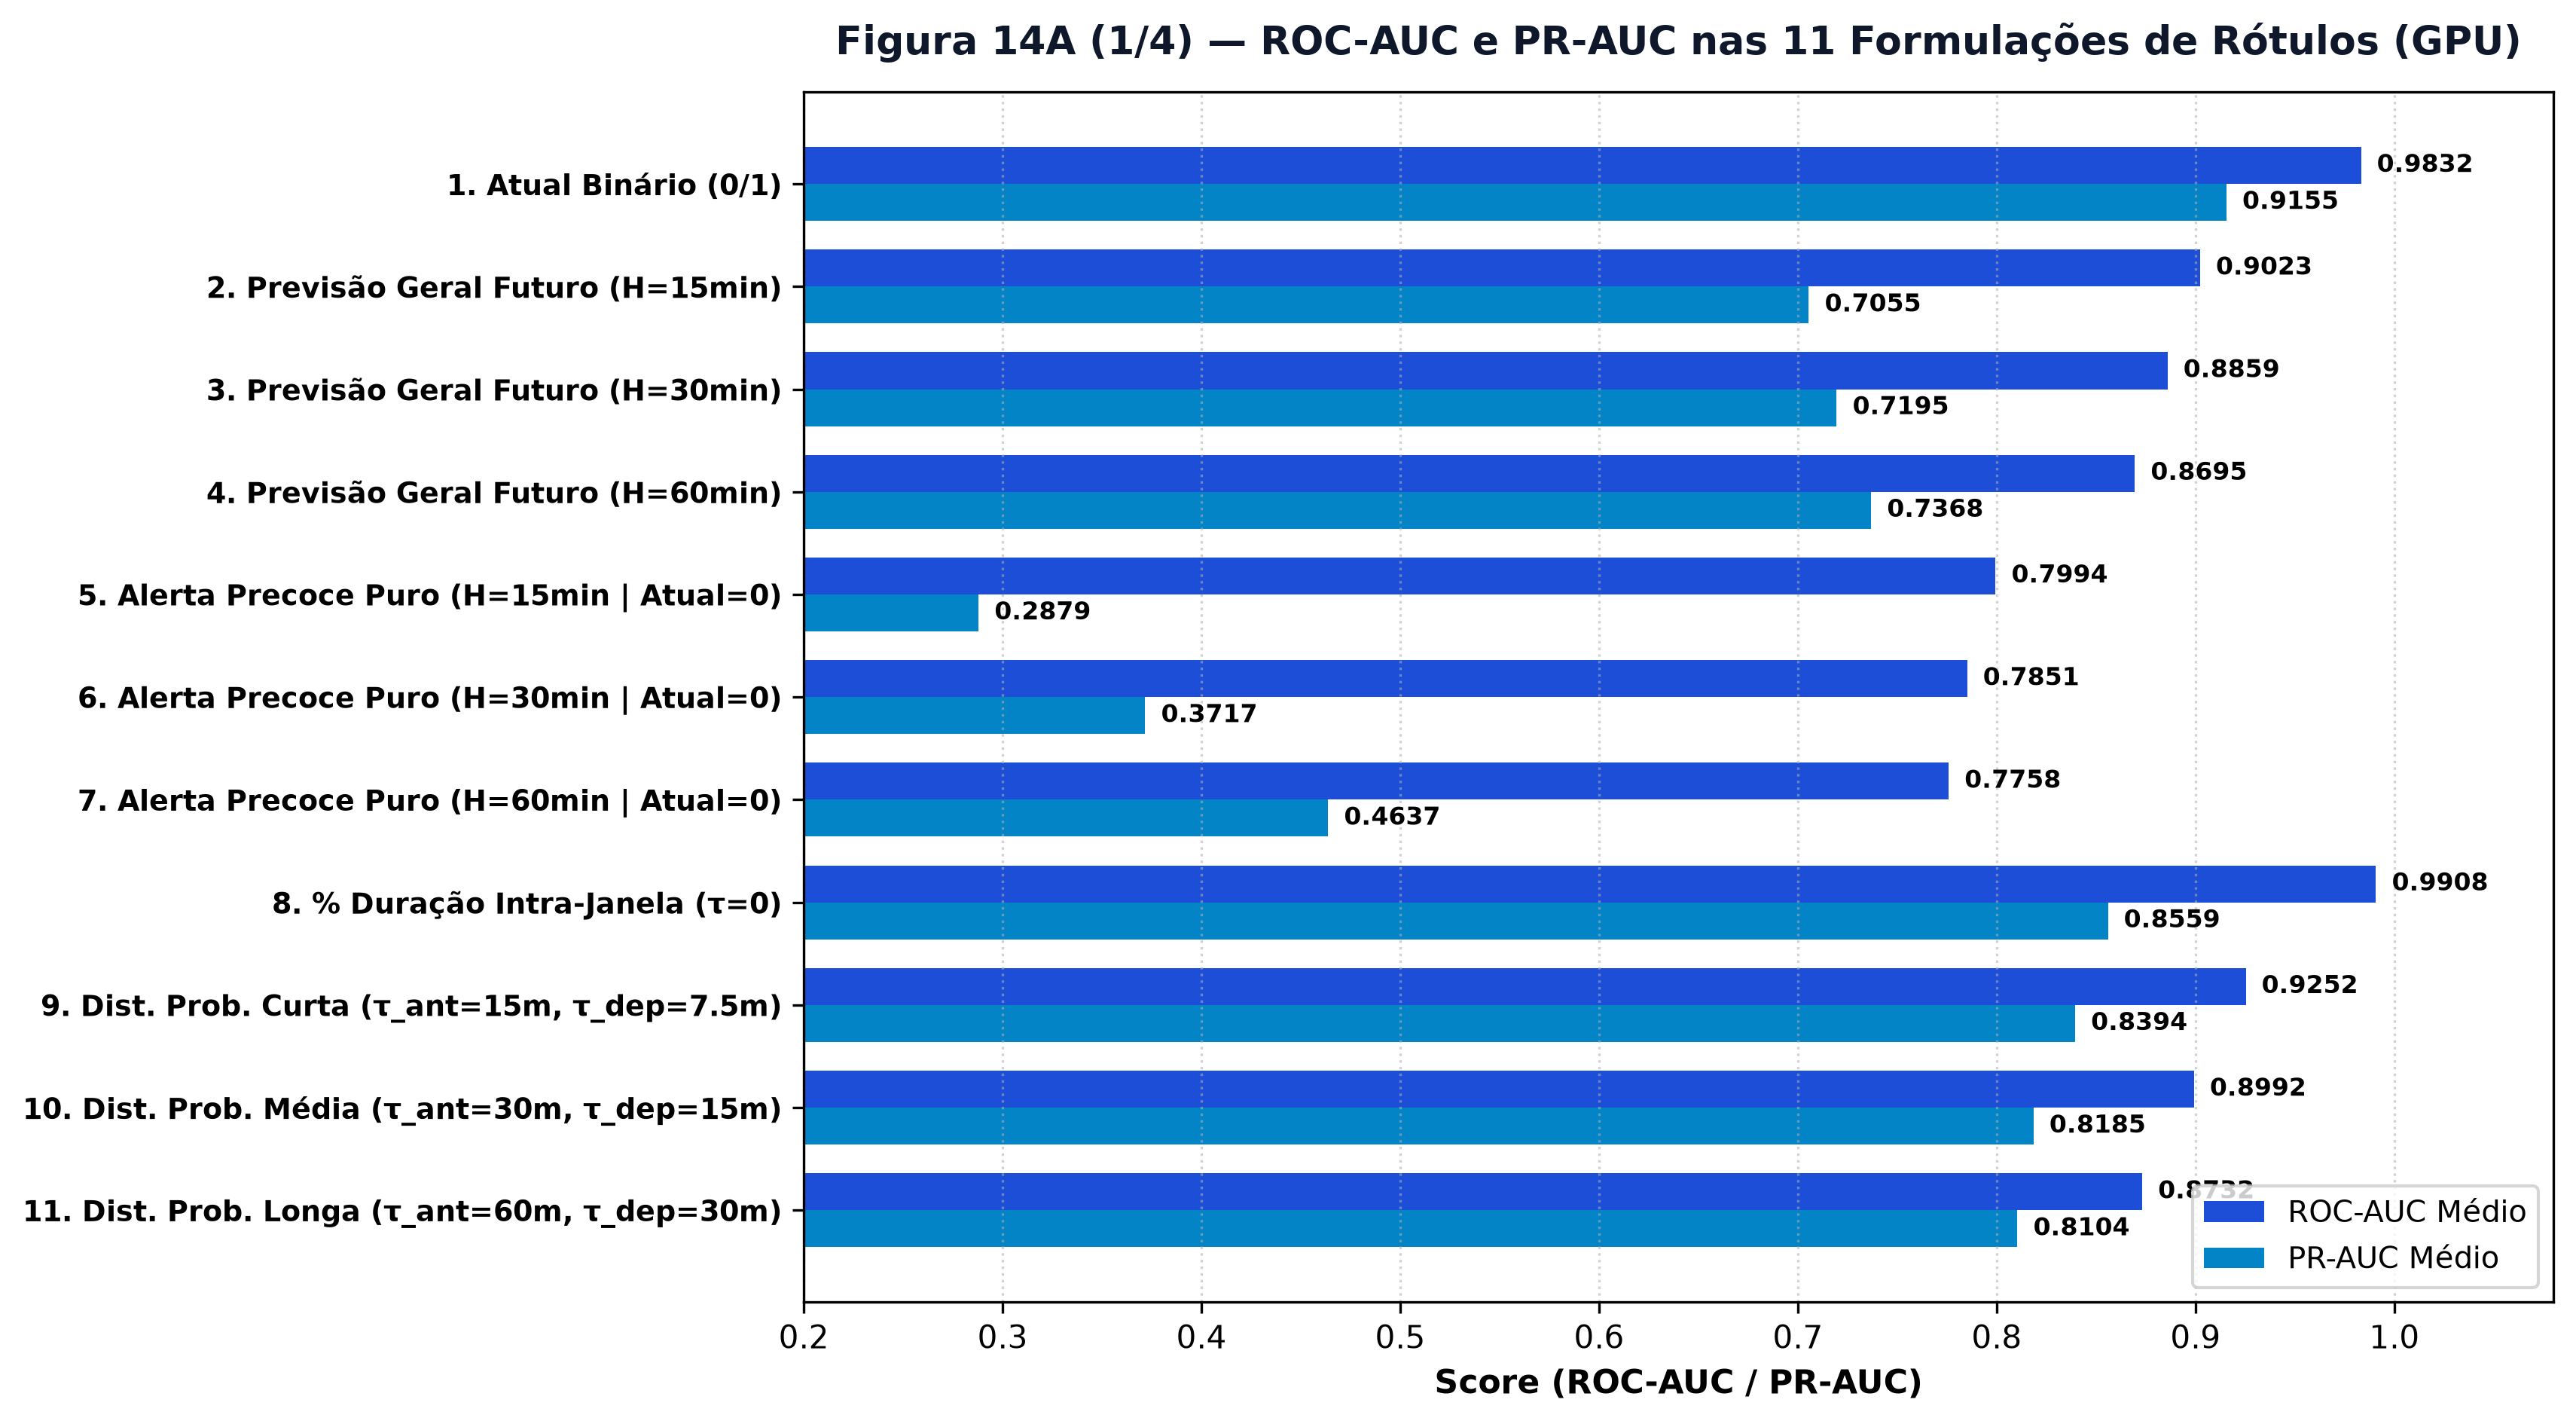 Figura 14A (1/4) — ROC-AUC e PR-AUC nas 11 Formulações de Rótulos (GPU)
1. Atual Binário (0/1)
0.9832
0.9155
2. Previsão Geral Futuro (H=15min)
0.9023
0.7055
3. Previsão Geral Futuro (H=30min)
0.8859
0.7195
4. Previsão Geral Futuro (H=60min)
0.8695
0.7368
5. Alerta Precoce Puro (H=15min | Atual=0)
0.7994
0.2879
6. Alerta Precoce Puro (H=30min | Atual=0)
0.7851
0.3717
7. Alerta Precoce Puro (H=60min | Atual=0)
0.7758
0.4637
8. % Duração Intra-Janela (τ=0)
0.9908
0.8559
9. Dist. Prob. Curta (τ_ant=15m, τ_dep=7.5m)
0.9252
0.8394
10. Dist. Prob. Média (τ_ant=30m, τ_dep=15m)
0.8992
0.8185
11. Dist. Prob. Longa (τ_ant=60m, τ_dep=30m)
0.8732
0.8104
ROC-AUC Médio
PR-AUC Médio
0.2 0.3 0.4 0.5 0.6 0.7 0.8 0.9 1.0
Score (ROC-AUC / PR-AUC)